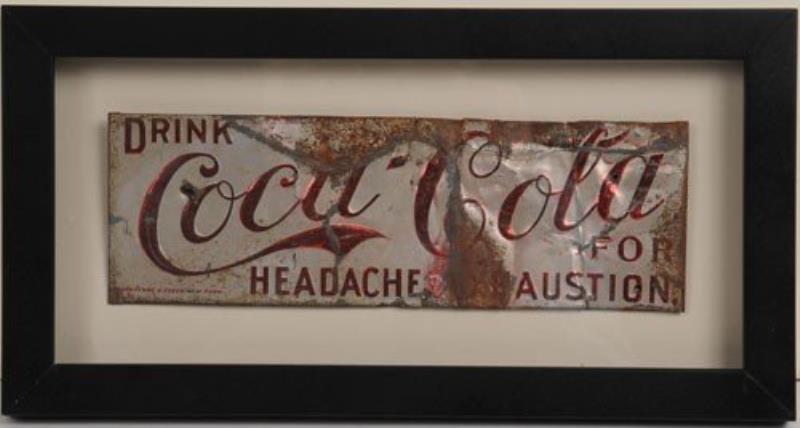 DRINK
Coca-Cola
FOR
HEADACHE AUSTION.